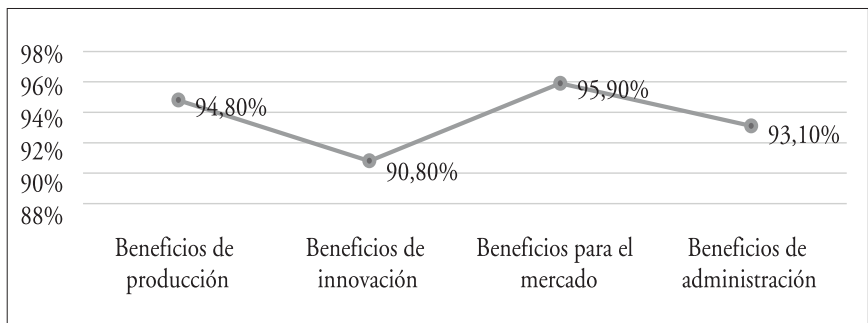 98%
96%
94%
92%
90%
88%
94,80%
90,80%
95,90%
93,10%
Beneficios de
producción
Beneficios de
innovación
Beneficios para el
mercado
Beneficios de
administración